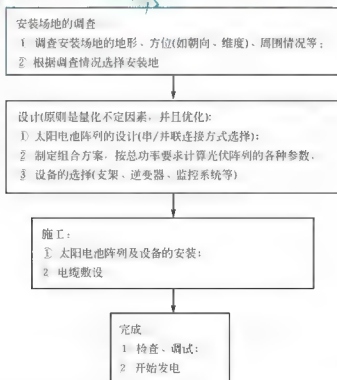 安装场地的调查
① 调查安装场地的地形、方位(如朝向、维度)、周围情况等;
② 根据调查情况选择安装地
设计(原则是量化不定因素，并且优化):
① 太阳电池阵列的设计(串/并联连接方式选择);
② 制定组合方案，按总功率要求计算光伏阵列的各种参数.
③ 设备的选择(支架、逆变器、监控系统等)
施工:
① 太阳电池阵列及设备的安装;
② 电缆敷设
完成
① 检查、调试;
② 开始发电